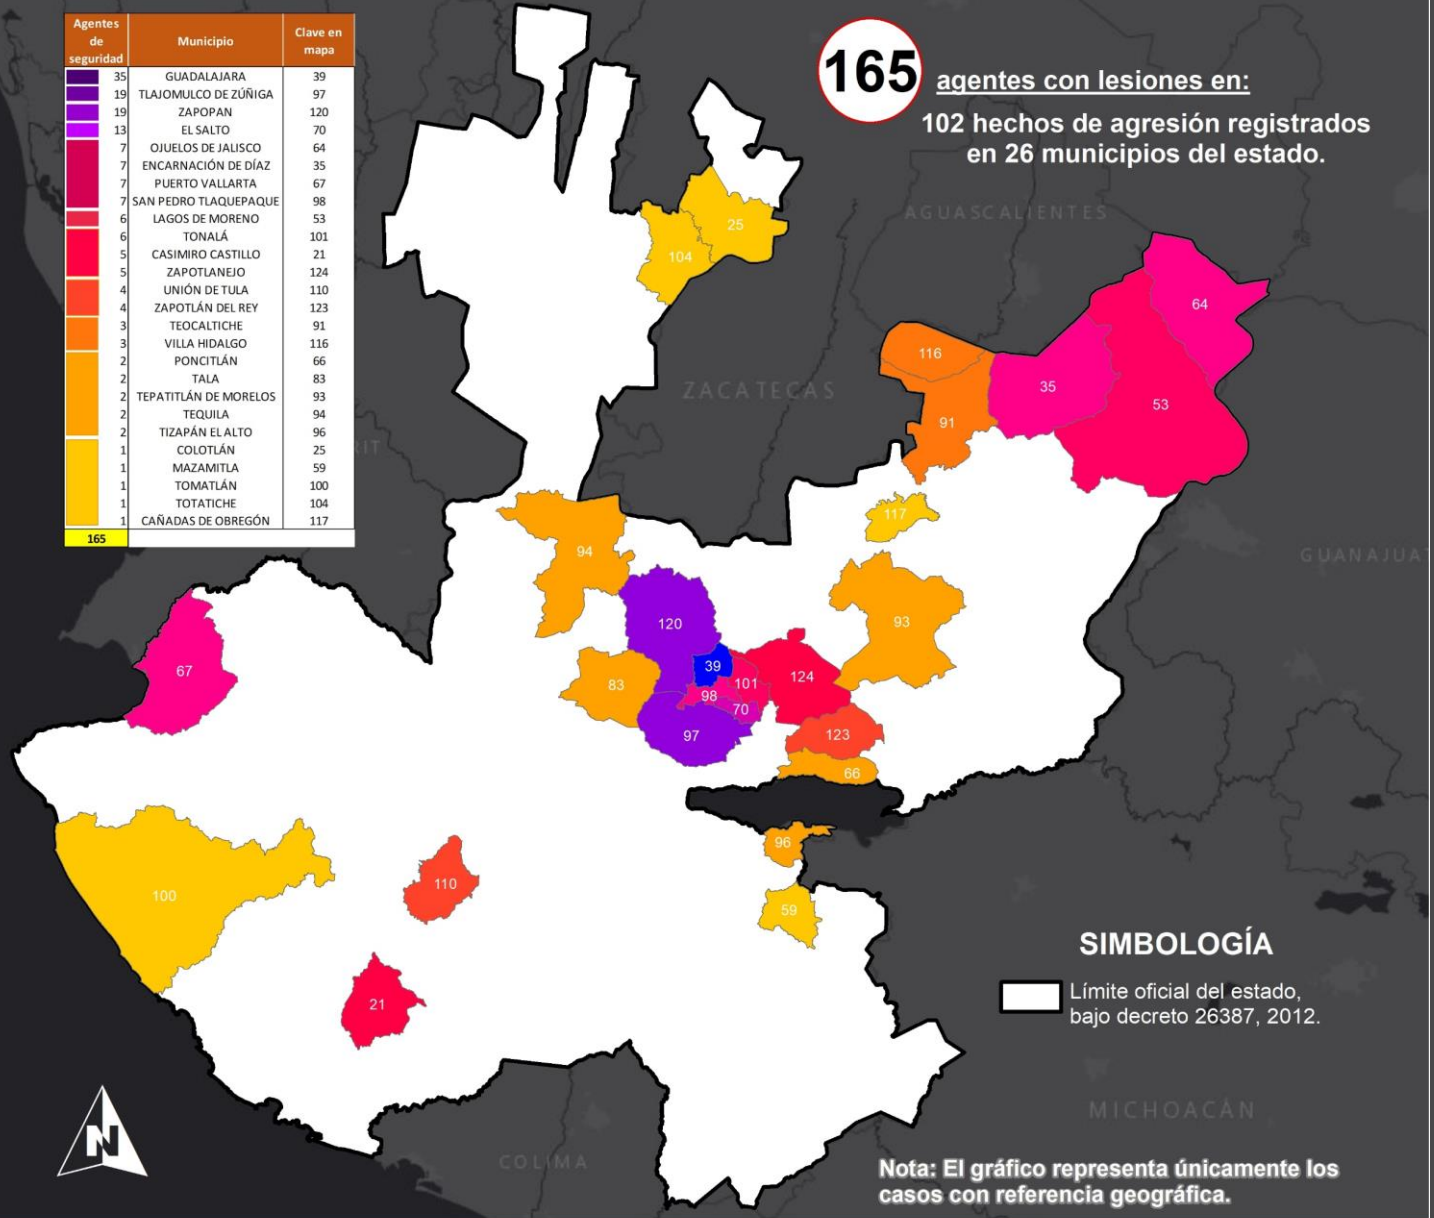 Agentes
de
seguridad
Municipio
Clave en
mapa
35 GUADALAJARA 39
19 TLAJOMULCO DE ZÚÑIGA 97
19 ZAPOPAN 120
13 EL SALTO 70
7 OJUELOS DE JALISCO 64
7 ENCARNACIÓN DE DÍAZ 35
7 PUERTO VALLARTA 67
7 SAN PEDRO TLAQUEPAQUE 98
6 LAGOS DE MORENO 53
6 TONALÁ 101
5 CASIMIRO CASTILLO 21
5 ZAPOTLANEJO 124
4 UNIÓN DE TULA 110
4 ZAPOTLÁN DEL REY 123
3 TEOCALTICHE 91
3 VILLA HIDALGO 116
2 PONCITLÁN 66
2 TALA 83
2 TEPATITLÁN DE MORELOS 93
2 TEQUILA 94
2 TIZAPÁN EL ALTO 96
1 COLOTLÁN 25
1 MAZAMITLA 59
1 TOMATLÁN 100
1 TOTATICHE 104
1 CAÑADAS DE OBREGÓN 117
165
165
agentes con lesiones en:
102 hechos de agresión registrados
en 26 municipios del estado.
AGUASCALIENTES
25
104
64
116
35
ZACATECAS
53
91
RIT
117
94
GUANAJUAT
120
93
39
67
83
101
124
98
70
97
123
66
96
110
100
59
SIMBOLOGÍA
Límite oficial del estado,
bajo decreto 26387, 2012.
21
N
MICHOACÁN
COLIMA
Nota: El gráfico representa únicamente los
casos con referencia geográfica.